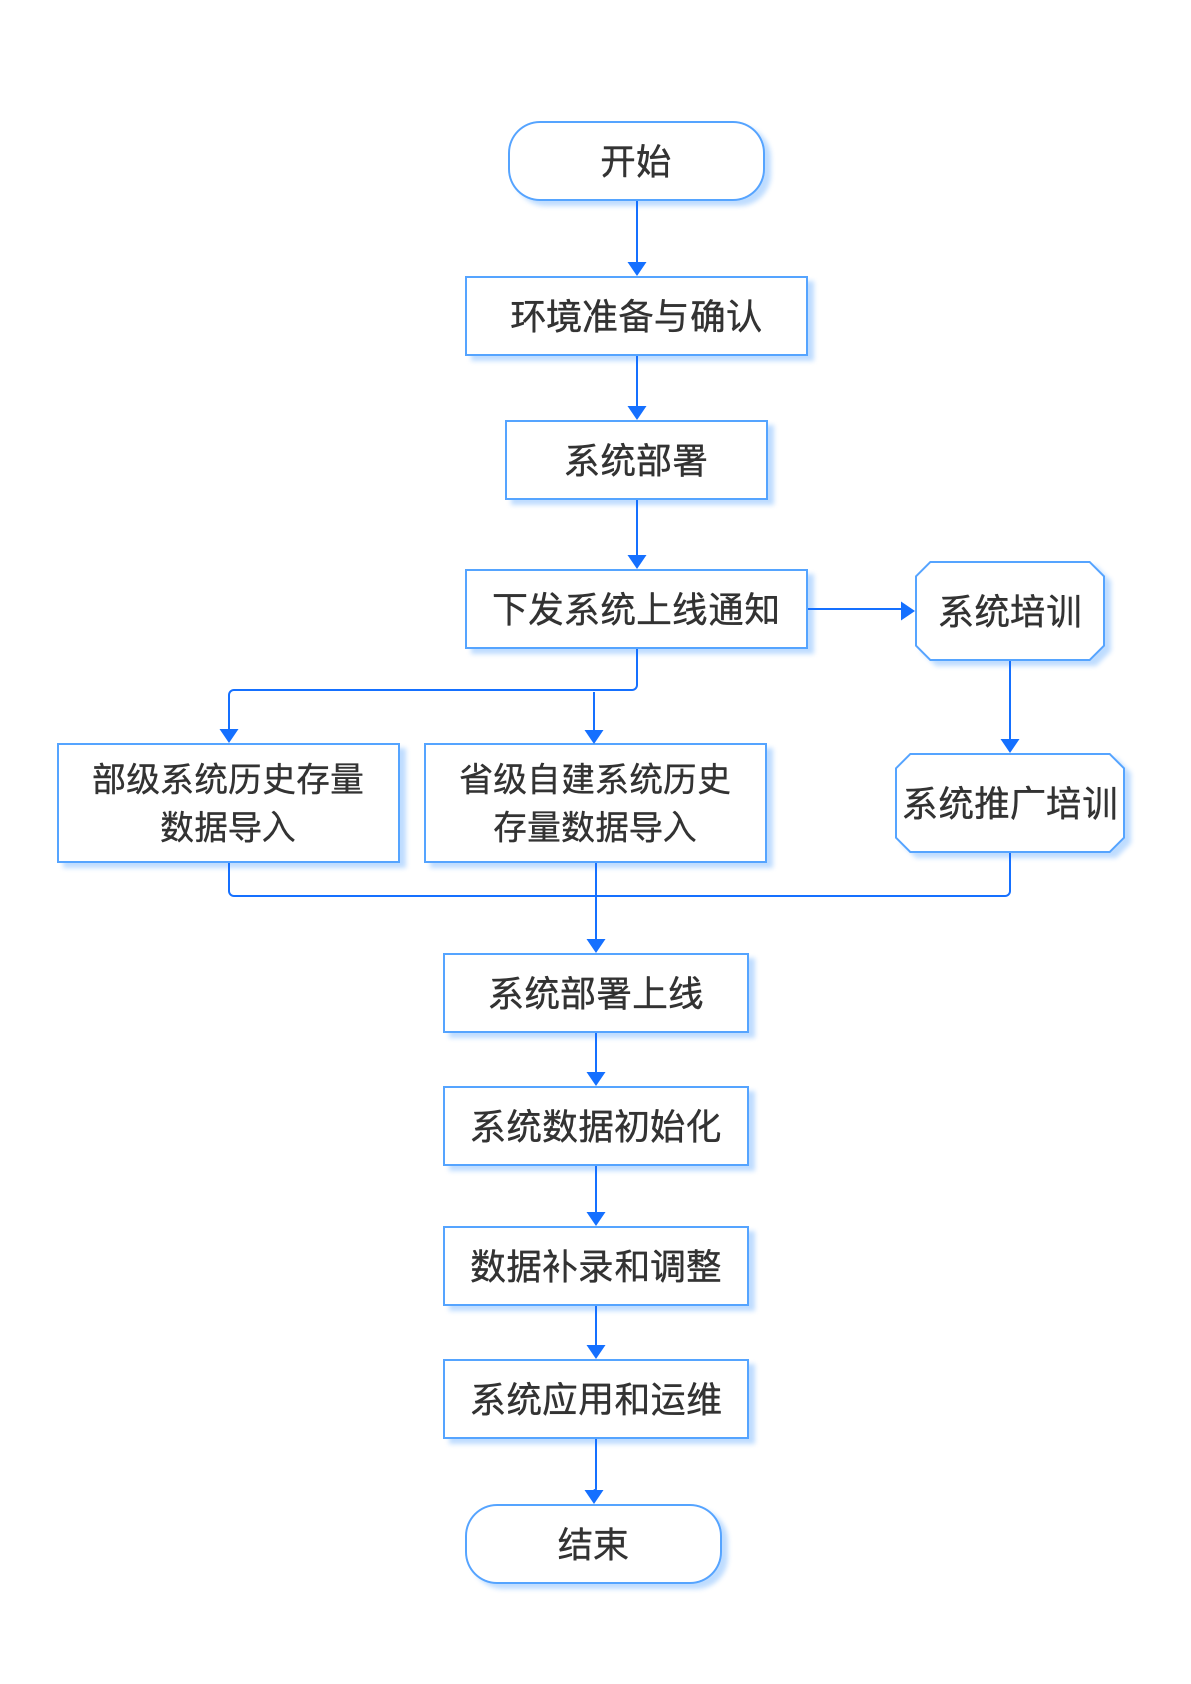 开始
环境准备与确认
系统部署
下发系统上线通知
系统培训
部级系统历史存量
数据导入
省级自建系统历史
存量数据导入
系统推广培训
系统部署上线
系统数据初始化
数据补录和调整
系统应用和运维
结束